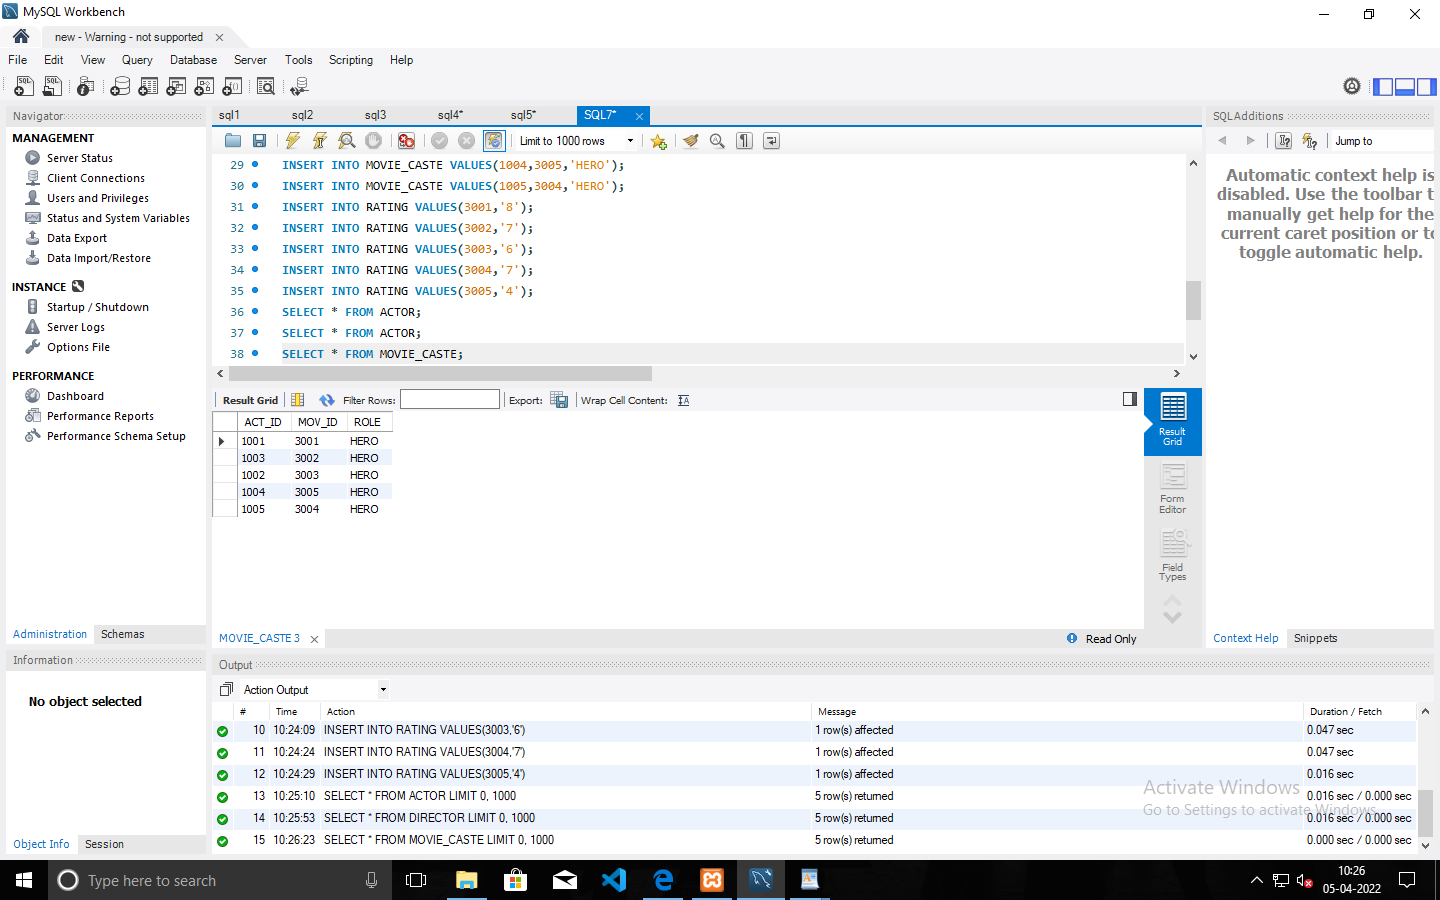 MySQL Workbench
new - Warning - not supported
File Edit View Query Database Server Tools Scripting Help
Navigator
MANAGEMENT
Server Status
Client Connections
Users and Privileges
Status and System Variables
Data Export
Data Import/Restore
INSTANCE
Startup / Shutdown
Server Logs
Options File
PERFORMANCE
Dashboard
Performance Reports
Performance Schema Setup
Administration Schemas
Information
No object selected
Object Info Session
sql1 sql2 sql3 sql4* sql5* SQL7*
Limit to 1000 rows
29 INSERT INTO MOVIE_CASTE VALUES(1004,3005,'HERO');
30 INSERT INTO MOVIE_CASTE VALUES(1005,3004,'HERO');
31 INSERT INTO RATING VALUES(3001,'8');
32 INSERT INTO RATING VALUES(3002,'7');
33 INSERT INTO RATING VALUES(3003,'6');
34 INSERT INTO RATING VALUES(3004,'7');
35 INSERT INTO RATING VALUES(3005,'4');
36 SELECT * FROM ACTOR;
37 SELECT * FROM ACTOR;
38 SELECT * FROM MOVIE_CASTE;
Result Grid Filter Rows: Export: Wrap Cell Content:
ACT_ID MOV_ID ROLE
1001 3001 HERO
1003 3002 HERO
1002 3003 HERO
1004 3005 HERO
1005 3004 HERO
Result
Grid
Form
Editor
Field
Types
MOVIE_CASTE 3 Read Only
SQLAdditions
Jump to
Automatic context help is
disabled. Use the toolbar t
manually get help for the
current caret position or to
toggle automatic help.
Context Help Snippets
Output
Action Output
# Time Action Message Duration / Fetch
10 10:24:09 INSERT INTO RATING VALUES(3003,'6') 1 row(s) affected 0.047 sec
11 10:24:24 INSERT INTO RATING VALUES(3004,'7') 1 row(s) affected 0.047 sec
12 10:24:29 INSERT INTO RATING VALUES(3005,'4') 1 row(s) affected 0.016 sec
13 10:25:10 SELECT * FROM ACTOR LIMIT 0, 1000 5 row(s) returned 0.016 sec / 0.000 sec
14 10:25:53 SELECT * FROM DIRECTOR LIMIT 0, 1000 5 row(s) returned 0.016 sec / 0.000 sec
15 10:26:23 SELECT * FROM MOVIE_CASTE LIMIT 0, 1000 5 row(s) returned 0.000 sec / 0.000 sec
Activate Windows
Go to Settings to activate Windows.
Type here to search
10:26
05-04-2022